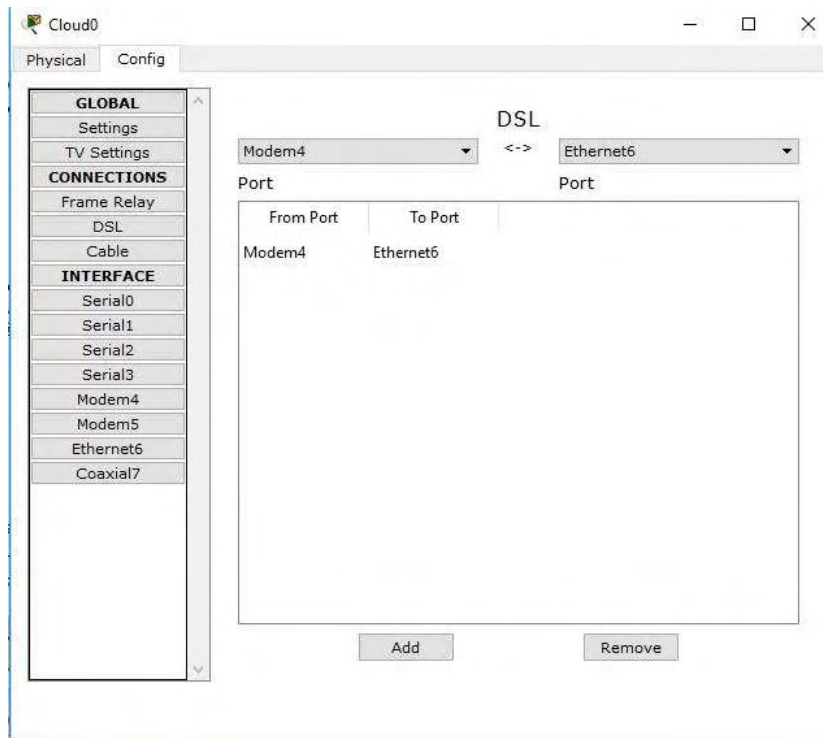 Cloud0
Physical Config
GLOBAL
Settings
TV Settings
CONNECTIONS
Frame Relay
DSL
Cable
INTERFACE
Serial0
Serial1
Serial2
Serial3
Modem4
Modem5
Ethernet6
Coaxial7
DSL
Modem4 <-> Ethernet6
Port Port
From Port To Port
Modem4 Ethernet6
Add Remove